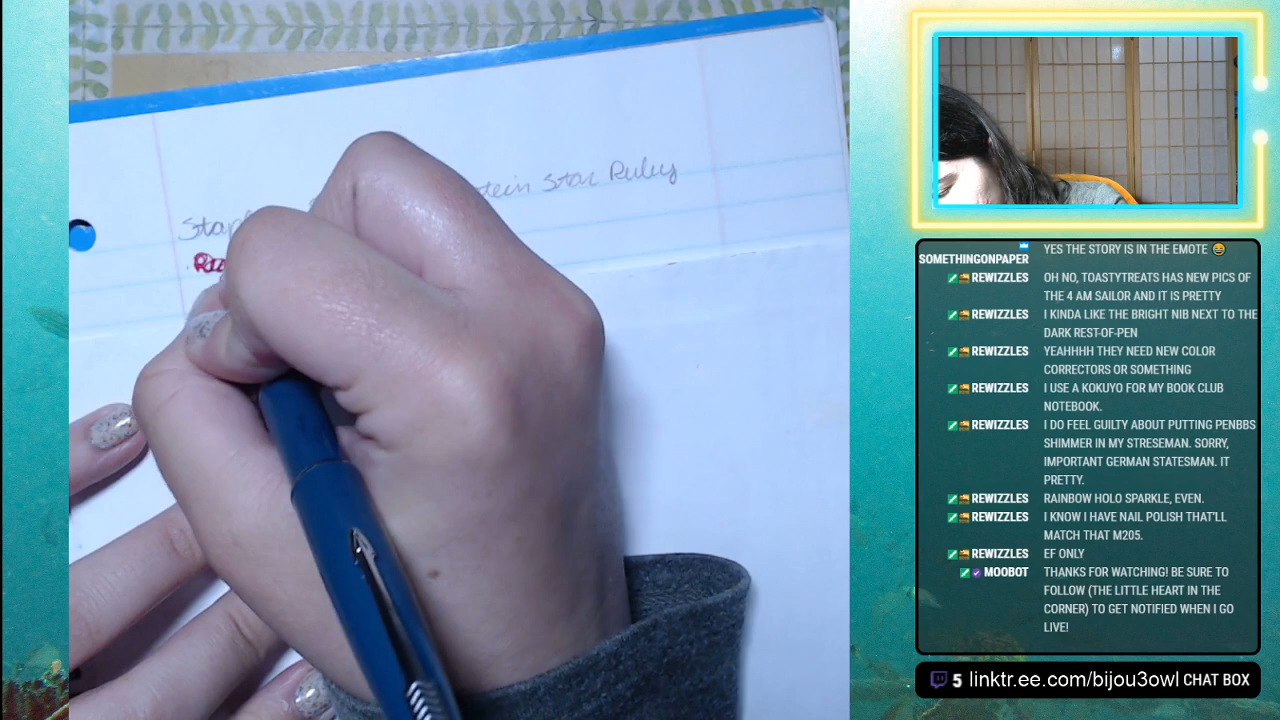 Star Ruby
YES THE STORY IS IN THE EMOTE 😂
SOMETHINGONPAPER
REWIZZLES OH NO, TOASTYTREATS HAS NEW PICS OF
THE 4 AM SAILOR AND IT IS PRETTY
REWIZZLES I KINDA LIKE THE BRIGHT NIB NEXT TO THE
DARK REST-OF-PEN
REWIZZLES YEAHHHH THEY NEED NEW COLOR
CORRECTORS OR SOMETHING
REWIZZLES I USE A KOKUYO FOR MY BOOK CLUB
NOTEBOOK.
REWIZZLES I DO FEEL GUILTY ABOUT PUTTING PENBBS
SHIMMER IN MY STRESEMAN. SORRY,
IMPORTANT GERMAN STATESMAN. IT
PRETTY.
REWIZZLES RAINBOW HOLO SPARKLE, EVEN.
REWIZZLES I KNOW I HAVE NAIL POLISH THAT'LL
MATCH THAT M205.
REWIZZLES EF ONLY
MOOBOT THANKS FOR WATCHING! BE SURE TO
FOLLOW (THE LITTLE HEART IN THE
CORNER) TO GET NOTIFIED WHEN I GO
LIVE!
5 linktr.ee.com/bijou3owl CHAT BOX